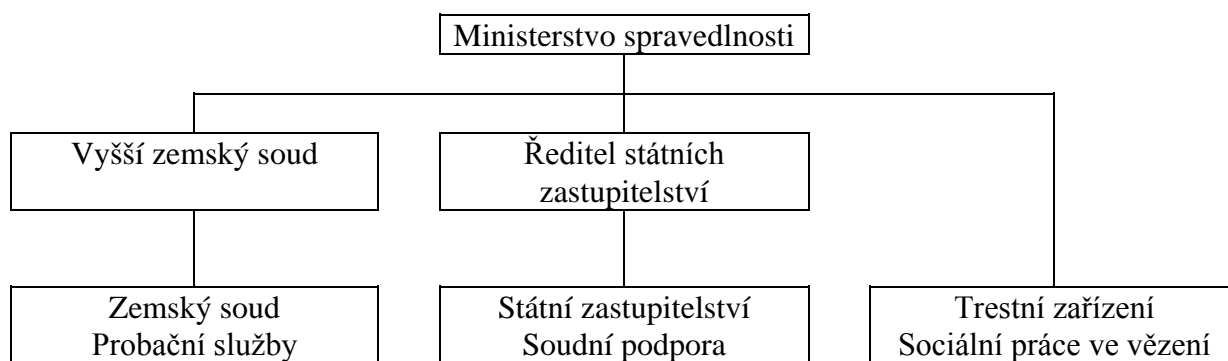 Ministerstvo spravedlnosti
Vyšší zemský soud
Ředitel státních
zastupitelství
Zemský soud
Probační služby
Státní zastupitelství
Soudní podpora
Trestní zařízení
Sociální práce ve vězení